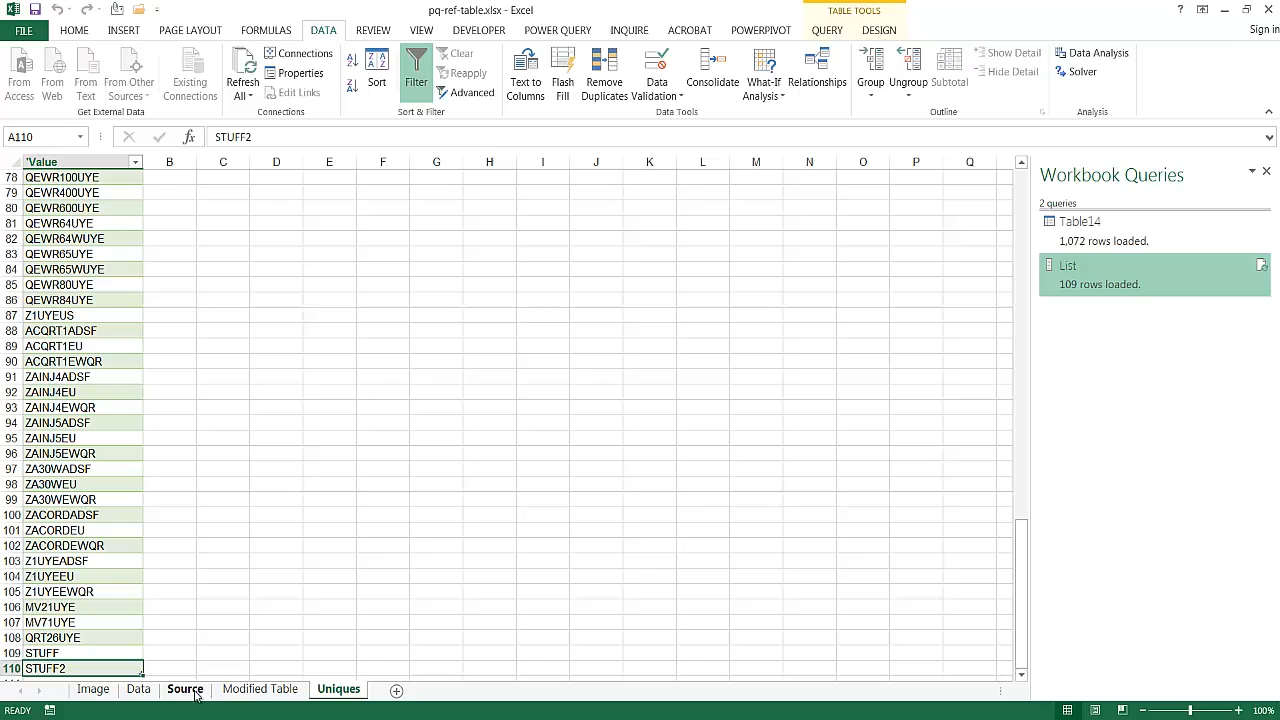 pq-ref-table.xlsx - Excel
TABLE TOOLS
FILE HOME INSERT PAGE LAYOUT FORMULAS DATA REVIEW VIEW DEVELOPER POWER QUERY INQUIRE ACROBAT POWERPIVOT QUERY DESIGN Sign in
From Access
From Web
From Text
From Other Sources
Existing Connections
Get External Data
Refresh All
Connections
Properties
Edit Links
Connections
Sort
Filter
Clear
Reapply
Advanced
Sort & Filter
Text to Columns
Flash Fill
Remove Duplicates
Data Validation
Consolidate
What-If Analysis
Relationships
Data Tools
Group
Ungroup
Subtotal
Show Detail
Hide Detail
Outline
Data Analysis
Solver
Analysis
A110 fx STUFF2
'Value B C D E F G H I J K L M N O P Q
78 QEWR100UYE
79 QEWR400UYE
80 QEWR600UYE
81 QEWR64UYE
82 QEWR64WUYE
83 QEWR65UYE
84 QEWR65WUYE
85 QEWR80UYE
86 QEWR84UYE
87 Z1UYEUS
88 ACQRT1ADSF
89 ACQRT1EU
90 ACQRT1EWQR
91 ZAINJ4ADSF
92 ZAINJ4EU
93 ZAINJ4EWQR
94 ZAINJ5ADSF
95 ZAINJ5EU
96 ZAINJ5EWQR
97 ZA30WADSF
98 ZA30WEU
99 ZA30WEWQR
100 ZACORDADSF
101 ZACORDEU
102 ZACORDEWQR
103 Z1UYEADSF
104 Z1UYEEU
105 Z1UYEEWQR
106 MV21UYE
107 MV71UYE
108 QRT26UYE
109 STUFF
110 STUFF2
Workbook Queries
2 queries
Table14
1,072 rows loaded.
List
109 rows loaded.
Image Data Source Modified Table Uniques
READY 100%